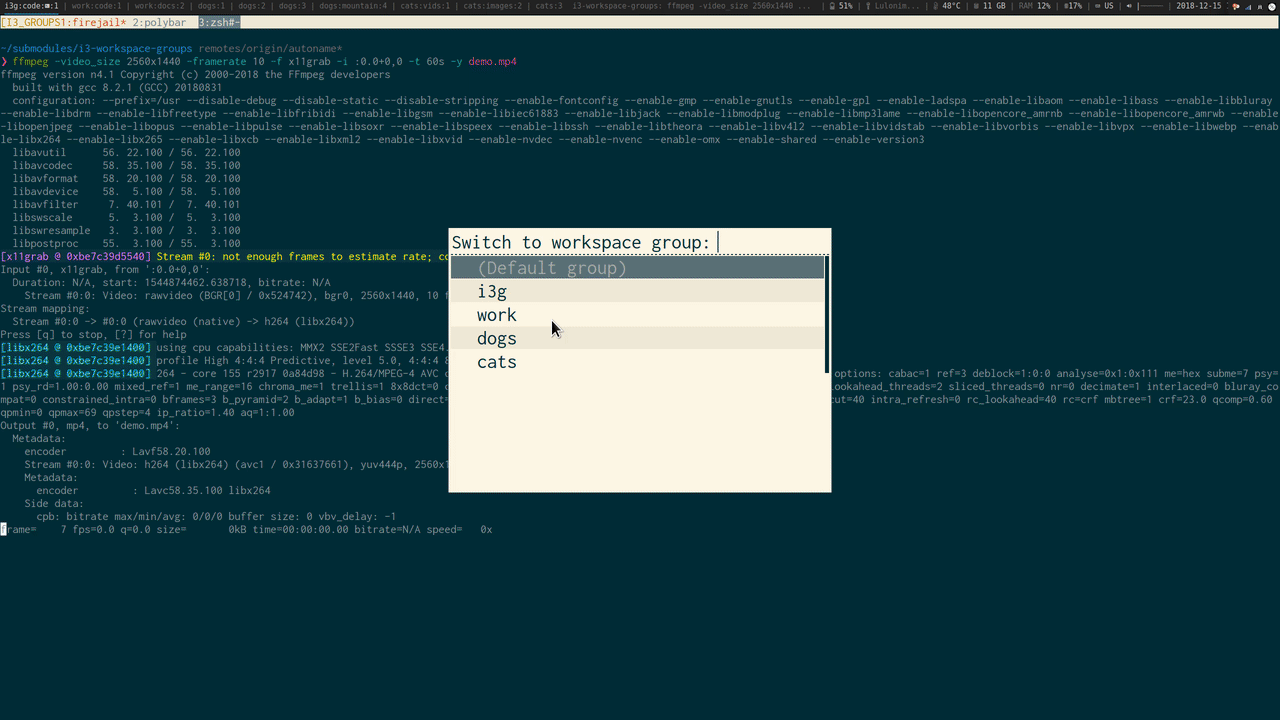 i3g:code: :1 | work:code:1 | work:docs:2 | dogs:1 | dogs:2 | dogs:3 | dogs:mountain:4 | cats:vids:1 | cats:images:2 | cats:3 i3-workspace-groups: ffmpeg -video_size 2560x1440 ... 51% | Lulonim... | 48°C | 11 GB | RAM 12% | 17% | US | 2018-12-15
[I3_GROUPS1:firejail* 2:polybar 3:zsh#-
~/submodules/i3-workspace-groups remotes/origin/autoname*
❯ ffmpeg -video_size 2560x1440 -framerate 10 -f x11grab -i :0.0+0,0 -t 60s -y demo.mp4
ffmpeg version n4.1 Copyright (c) 2000-2018 the FFmpeg developers
built with gcc 8.2.1 (GCC) 20180831
configuration: --prefix=/usr --disable-debug --disable-static --disable-stripping --enable-fontconfig --enable-gmp --enable-gnutls --enable-gpl --enable-ladspa --enable-libaom --enable-libass --enable-libbluray
--enable-libdrm --enable-libfreetype --enable-libfribidi --enable-libgsm --enable-libiec61883 --enable-libjack --enable-libmodplug --enable-libmp3lame --enable-libopencore_amrnb --enable-libopencore_amrwb --enable
-libopenjpeg --enable-libopus --enable-libpulse --enable-libsoxr --enable-libspeex --enable-libssh --enable-libtheora --enable-libv4l2 --enable-libvidstab --enable-libvorbis --enable-libvpx --enable-libwebp --enab
le-libx264 --enable-libx265 --enable-libxcb --enable-libxml2 --enable-libxvid --enable-nvdec --enable-nvenc --enable-omx --enable-shared --enable-version3
libavutil 56. 22.100 / 56. 22.100
libavcodec 58. 35.100 / 58. 35.100
libavformat 58. 20.100 / 58. 20.100
libavdevice 58. 5.100 / 58. 5.100
libavfilter 7. 40.101 / 7. 40.101
libswscale 5. 3.100 / 5. 3.100
libswresample 3. 3.100 / 3. 3.100
libpostproc 55. 3.100 / 55. 3.100
[x11grab @ 0xbe7c39d5540] Stream #0: not enough frames to estimate rate; co
Input #0, x11grab, from ':0.0+0,0':
Duration: N/A, start: 1544874462.638718, bitrate: N/A
Stream #0:0: Video: rawvideo (BGR[0] / 0x524742), bgr0, 2560x1440, 10 f
Stream mapping:
Stream #0:0 -> #0:0 (rawvideo (native) -> h264 (libx264))
Press [q] to stop, [?] for help
[libx264 @ 0xbe7c39e1400] using cpu capabilities: MMX2 SSE2Fast SSSE3 SSE4.
[libx264 @ 0xbe7c39e1400] profile High 4:4:4 Predictive, level 5.0, 4:4:4 8
[libx264 @ 0xbe7c39e1400] 264 - core 155 r2917 0a84d98 - H.264/MPEG-4 AVC c options: cabac=1 ref=3 deblock=1:0:0 analyse=0x1:0x111 me=hex subme=7 psy=
1 psy_rd=1.00:0.00 mixed_ref=1 me_range=16 chroma_me=1 trellis=1 8x8dct=0 c ookahead_threads=2 sliced_threads=0 nr=0 decimate=1 interlaced=0 bluray_co
mpat=0 constrained_intra=0 bframes=3 b_pyramid=2 b_adapt=1 b_bias=0 direct= cut=40 intra_refresh=0 rc_lookahead=40 rc=crf mbtree=1 crf=23.0 qcomp=0.60
qpmin=0 qpmax=69 qpstep=4 ip_ratio=1.40 aq=1:1.00
Output #0, mp4, to 'demo.mp4':
Metadata:
encoder : Lavf58.20.100
Stream #0:0: Video: h264 (libx264) (avc1 / 0x31637661), yuv444p, 2560x1
Metadata:
encoder : Lavc58.35.100 libx264
Side data:
cpb: bitrate max/min/avg: 0/0/0 buffer size: 0 vbv_delay: -1
frame= 7 fps=0.0 q=0.0 size= 0kB time=00:00:00.00 bitrate=N/A speed= 0x
Switch to workspace group:
(Default group)
i3g
work
dogs
cats